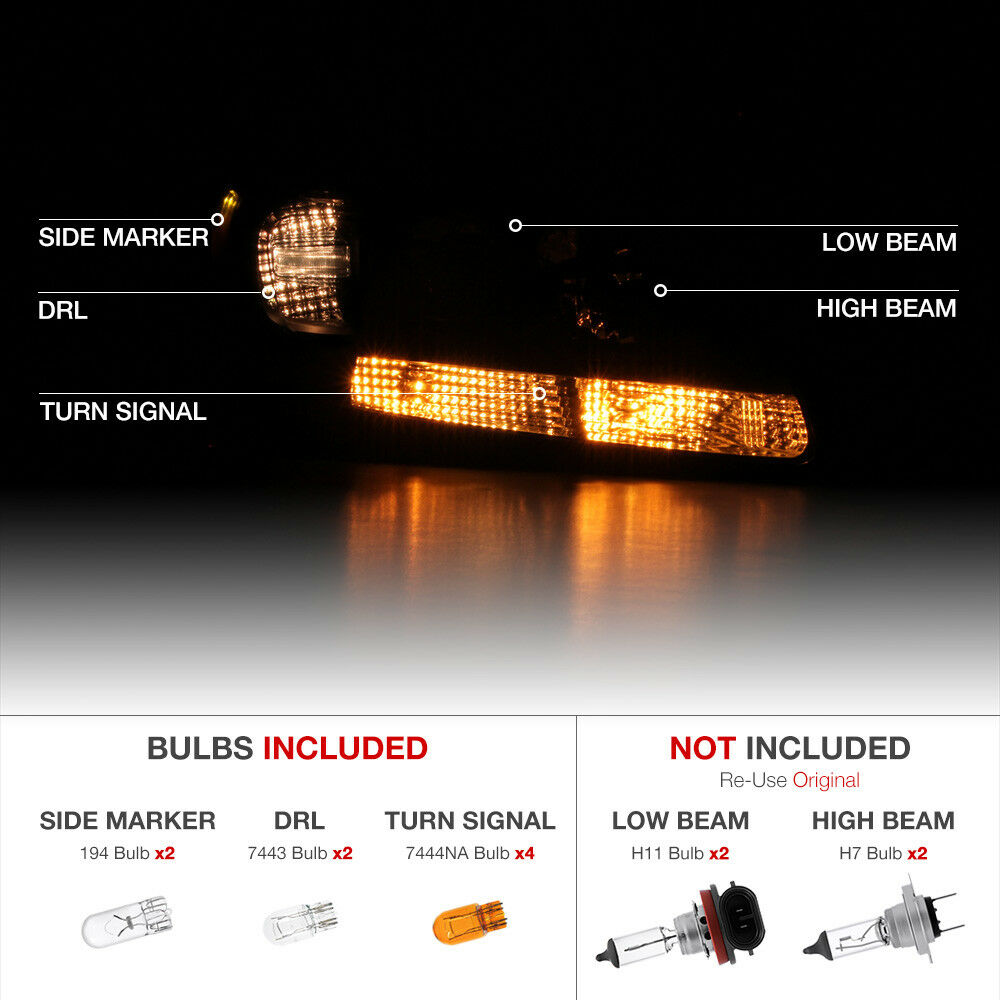 SIDE MARKER
LOW BEAM
DRL
HIGH BEAM
TURN SIGNAL
BULBS INCLUDED
SIDE MARKER
194 Bulb x2
DRL
7443 Bulb x2
TURN SIGNAL
7444NA Bulb x4
NOT INCLUDED
Re-Use Original
LOW BEAM
H11 Bulb x2
HIGH BEAM
H7 Bulb x2